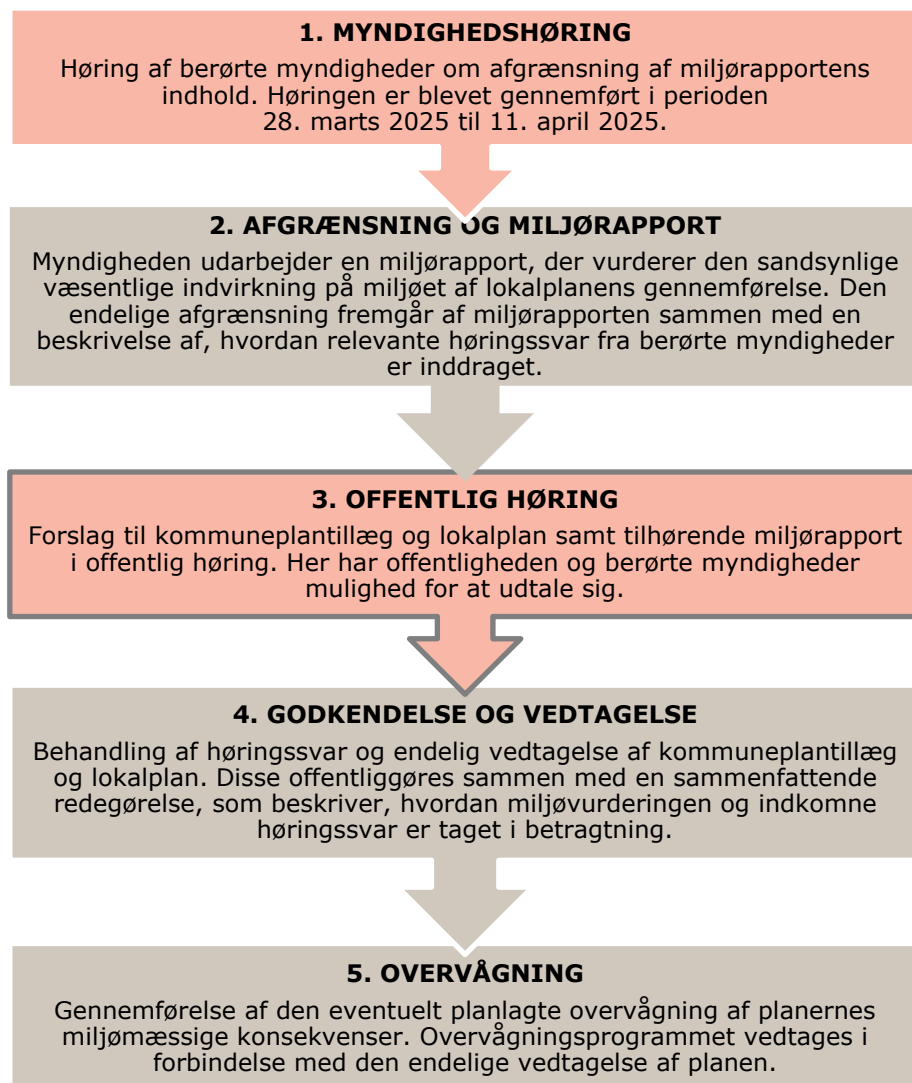 1. MYNDIGHEDSHØRING
Høring af berørte myndigheder om afgrænsning af miljørapportens
indhold. Høringen er blevet gennemført i perioden
28. marts 2025 til 11. april 2025.
2. AFGRÆNSNING OG MILJØRAPPORT
Myndigheden udarbejder en miljørapport, der vurderer den sandsynlige
væsentlige indvirkning på miljøet af lokalplanens gennemførelse. Den
endelige afgrænsning fremgår af miljørapporten sammen med en
beskrivelse af, hvordan relevante høringssvar fra berørte myndigheder
er inddraget.
3. OFFENTLIG HØRING
Forslag til kommuneplantillæg og lokalplan samt tilhørende miljørapport
i offentlig høring. Her har offentligheden og berørte myndigheder
mulighed for at udtale sig.
4. GODKENDELSE OG VEDTAGELSE
Behandling af høringssvar og endelig vedtagelse af kommuneplantillæg
og lokalplan. Disse offentliggøres sammen med en sammenfattende
redegørelse, som beskriver, hvordan miljøvurderingen og indkomne
høringssvar er taget i betragtning.
5. OVERVÅGNING
Gennemførelse af den eventuelt planlagte overvågning af planernes
miljømæssige konsekvenser. Overvågningsprogrammet vedtages i
forbindelse med den endelige vedtagelse af planen.